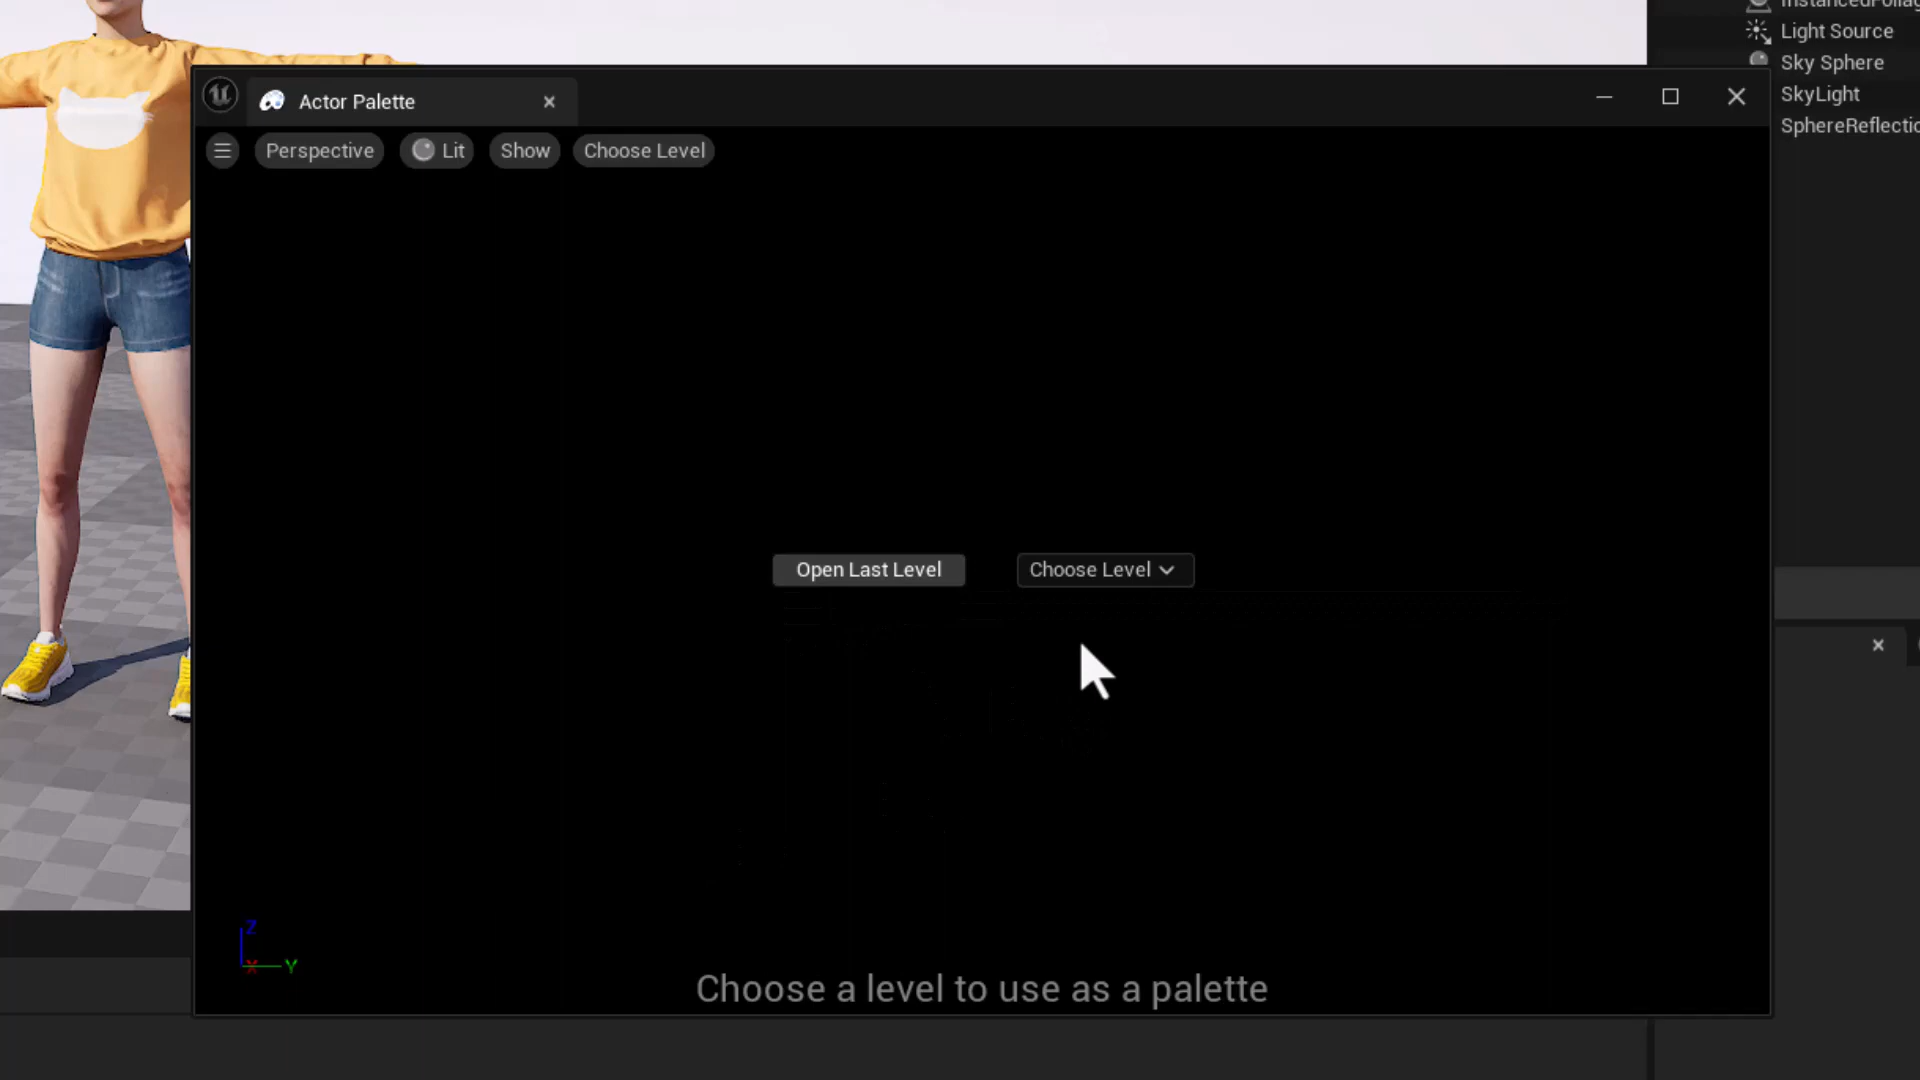 Light Source
Sky Sphere
SkyLight
Actor Palette
Perspective
Lit
Show
Choose Level
Open Last Level
Choose Level
Z
X
Y
Choose a level to use as a palette